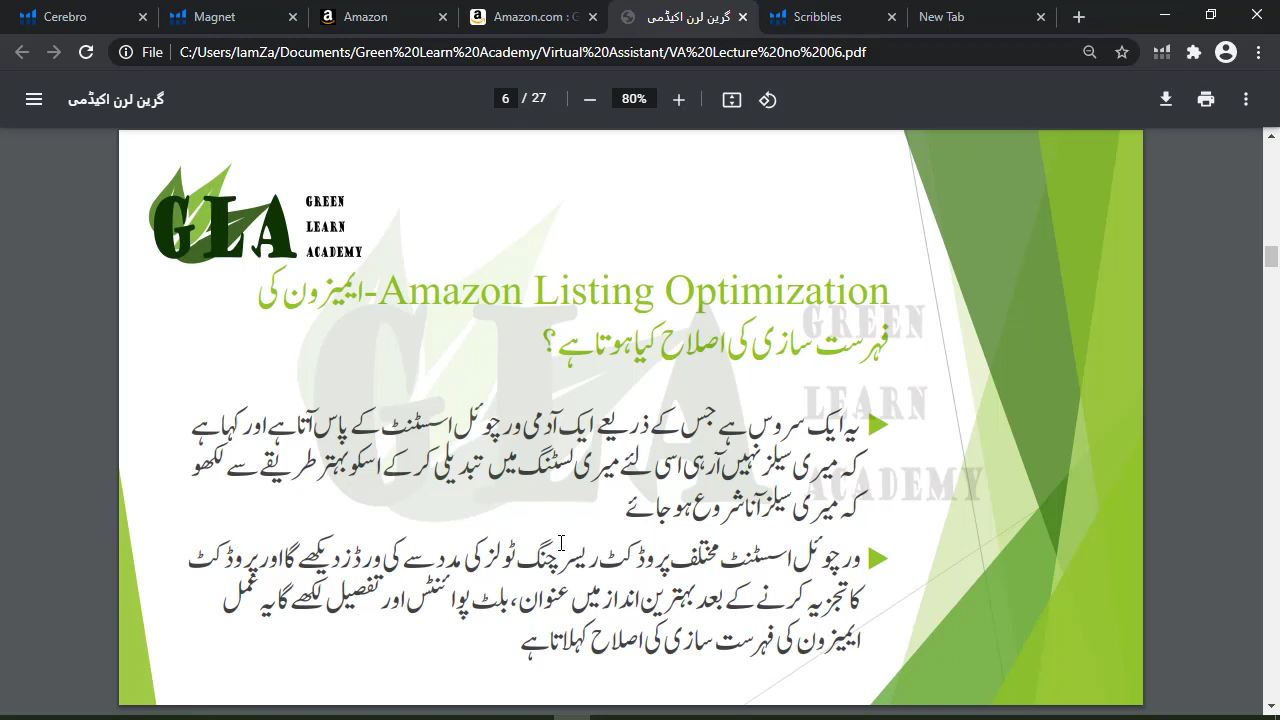 Cerebro
Magnet
Amazon
Amazon.com : G
گرین لرن اکیڈمی
Scribbles
New Tab
File C:/Users/IamZa/Documents/Green%20Learn%20Academy/Virtual%20Assistant/VA%20Lecture%20no%2006.pdf
گرین لرن اکیڈمی
6 / 27
80%
GLA GREEN
LEARN
ACADEMY
Amazon Listing Optimization-ایمیزون کی
فہرست سازی کی اصلاح کیا ہوتا ہے؟
یہ ایک سروس ہے جس کے ذریعے ایک آدمی ورچوئل اسسٹنٹ کے پاس آتا ہے اور کہا ہے
کہ میری سیلز نہیں آرہی اسی لئے میری لسٹنگ میں تبدیلی کر کے اسکو بہتر طریقے سے لکھو
کہ میری سیلز آنا شروع ہو جائے
ورچوئل اسسٹنٹ مختلف پروڈکٹ ریسرچنگ ٹولز کی مدد سے کی ورڈز دیکھے گا اور پروڈکٹ
کا تجزیہ کرنے کے بعد بہترین انداز میں عنوان، بلٹ پوائنٹس اور تفصیل لکھے گا یہ عمل
ایمیزون کی فہرست سازی کی اصلاح کہلاتا ہے
GLA GREEN
LEARN
ACADEMY